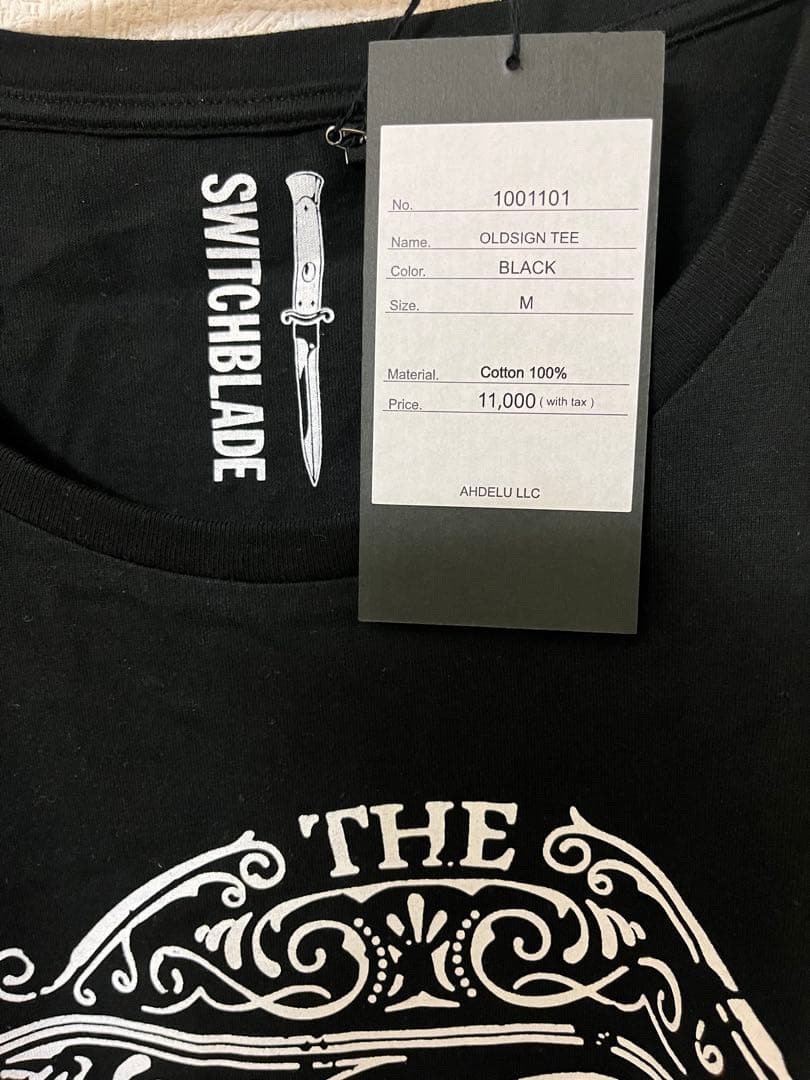 SWITCHBLADE
No. 1001101
Name. OLDSIGN TEE
Color. BLACK
Size. M
Material. Cotton 100%
Price. 11,000 ( with tax )
AHDELU LLC
THE